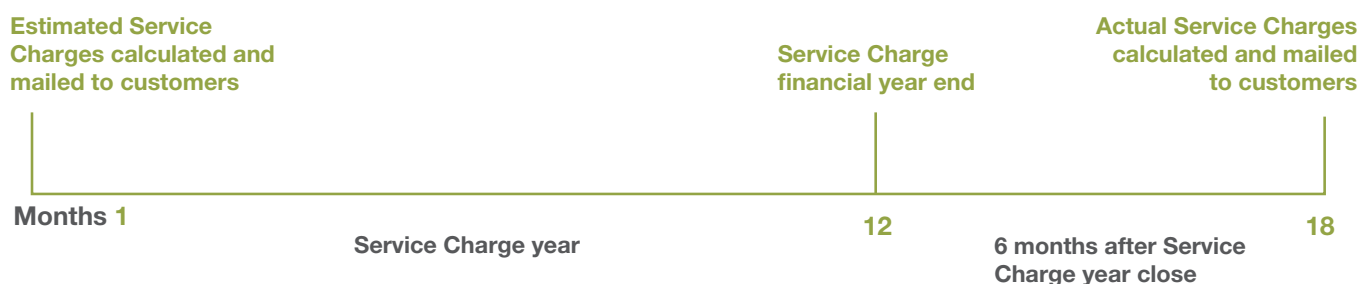 Estimated Service
Charges calculated and
mailed to customers
Service Charge
financial year end
Actual Service Charges
calculated and mailed
to customers
Months 1
12
18
Service Charge year
6 months after Service
Charge year close